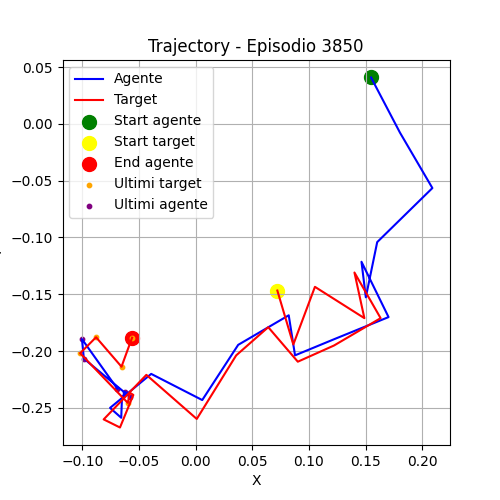 Trajectory - Episodio 3850
Agente
Target
Start agente
Start target
End agente
Ultimi target
Ultimi agente
0.05
0.00
−0.05
−0.10
−0.15
−0.20
−0.25
−0.10 −0.05 0.00 0.05 0.10 0.15 0.20
X